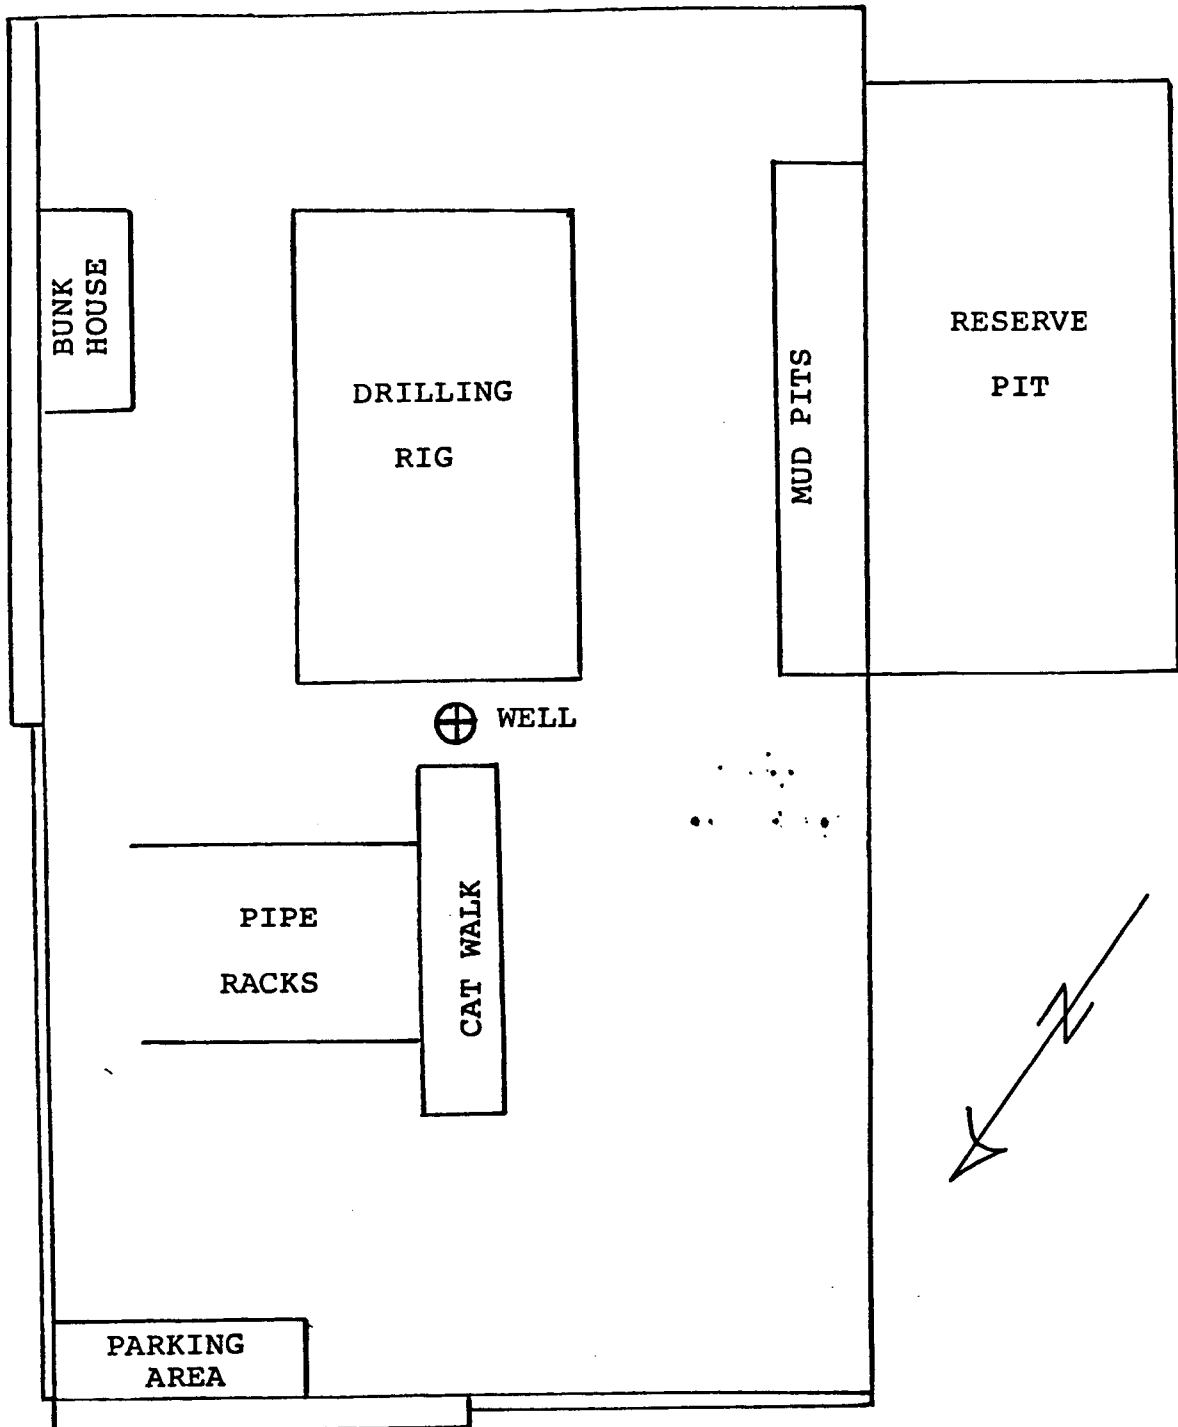 BUNK
HOUSE
DRILLING
RIG
MUD PITS
RESERVE
PIT
WELL
PIPE
RACKS
CAT WALK
N
PARKING
AREA